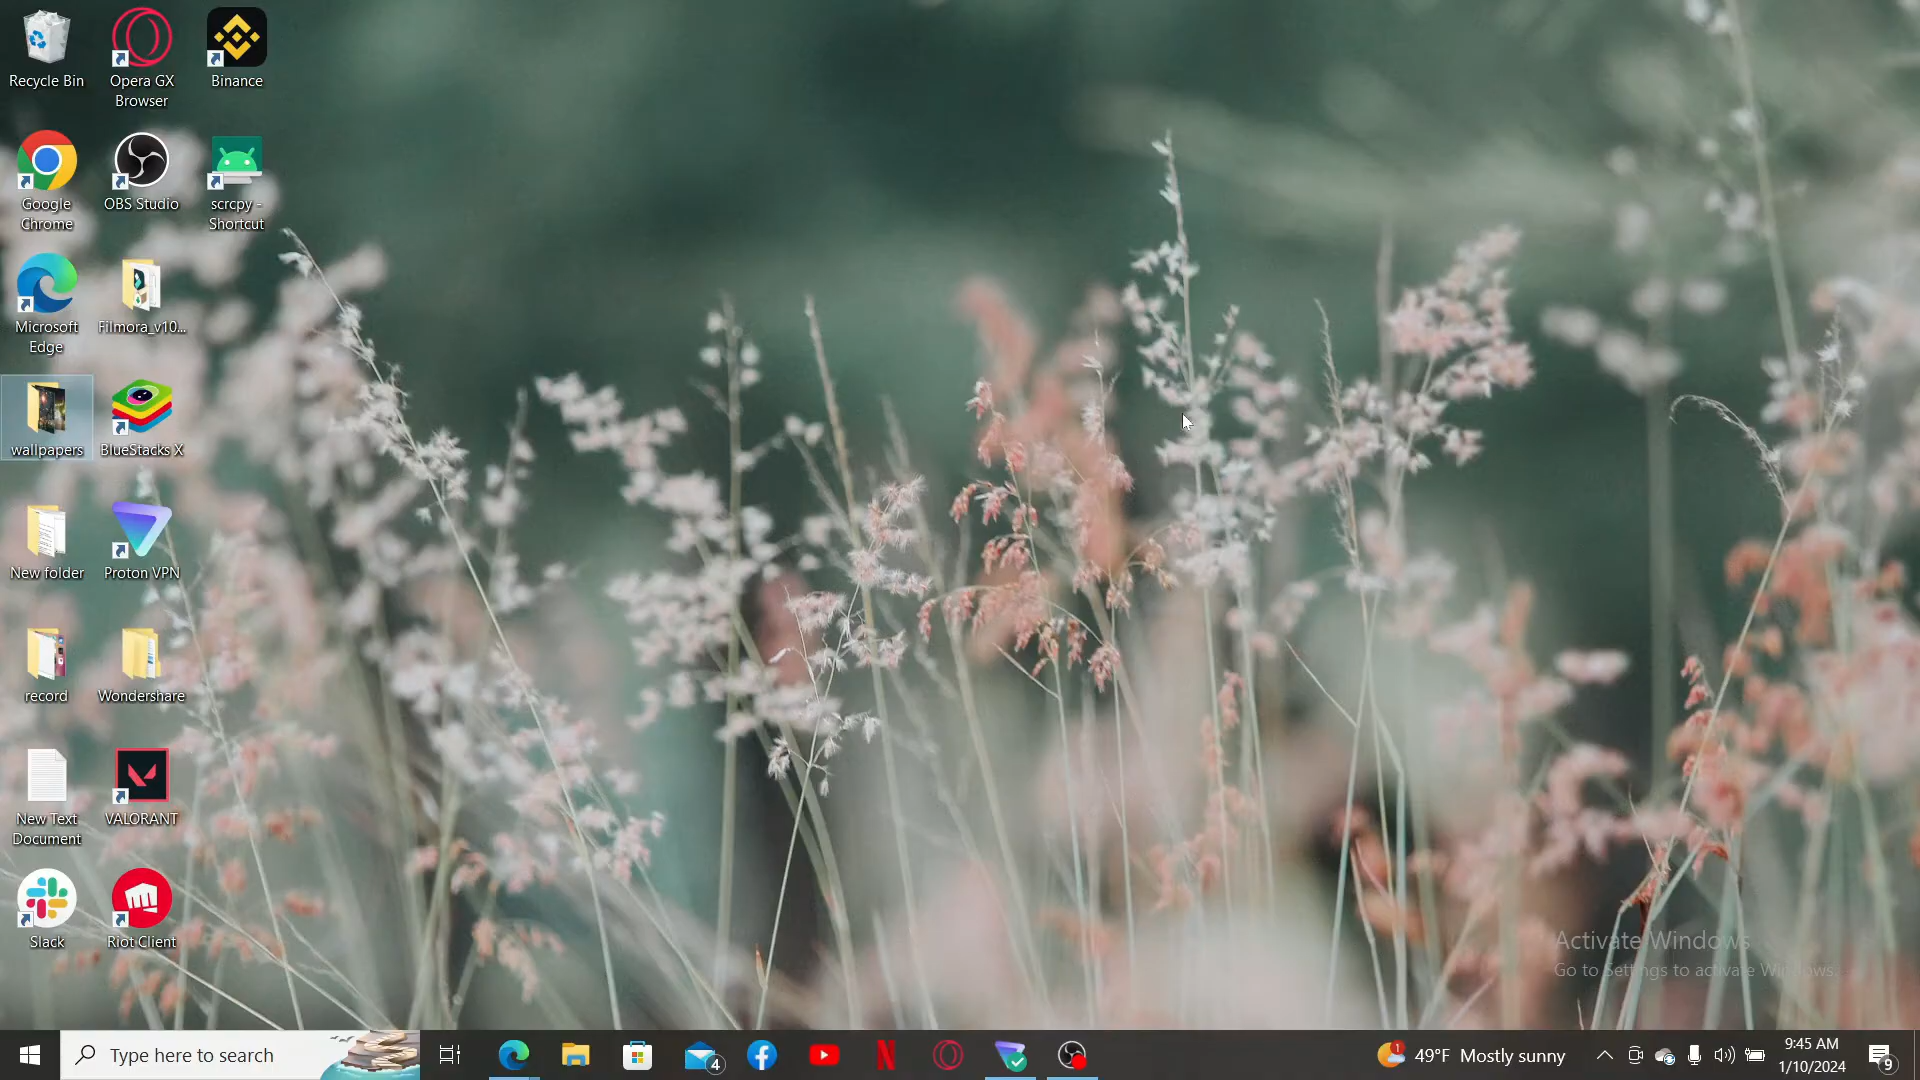 Recycle Bin
Opera GX
Browser
Binance
Google
Chrome
OBS Studio
scrcpy -
Shortcut
Microsoft
Edge
Filmora_v10...
wallpapers
BlueStacks X
New folder
Proton VPN
record
Wondershare
New Text
Document
VALORANT
Slack
Riot Client
Activate Windows
Go to Settings to activate Windows.
Type here to search
4
1
49°F Mostly sunny
9:45 AM
1/10/2024
9